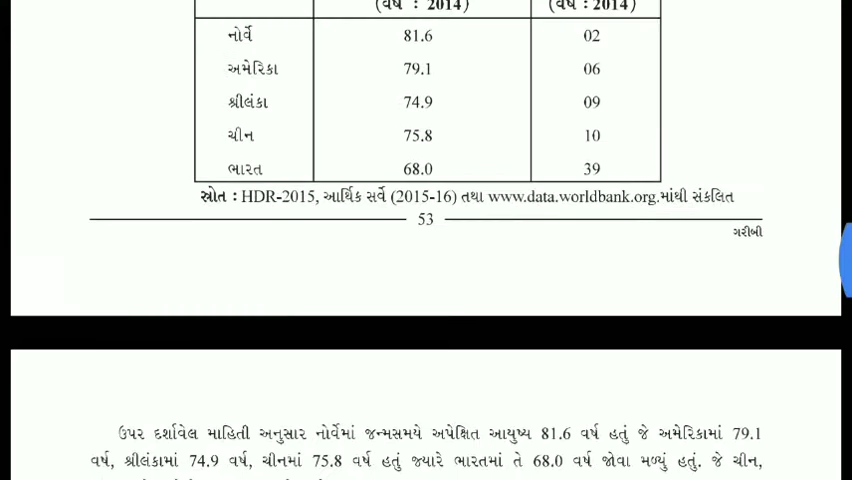 (વર્ષ : 2014) (વર્ષ :2014)
નોર્વે 81.6 02
અમેરિકા 79.1 06
શ્રીલંકા 74.9 09
ચીન 75.8 10
ભારત 68.0 39
સ્રોત : HDR-2015, આર્થિક સર્વે (2015-16) તથા www.data.worldbank.org.માંથી સંકલિત
53
ગરીબી
ઉપર દર્શાવેલ માહિતી અનુસાર નોર્વેમાં જન્મસમયે અપેક્ષિત આયુષ્ય 81.6 વર્ષ હતું જે અમેરિકામાં 79.1
વર્ષ, શ્રીલંકામાં 74.9 વર્ષ, ચીનમાં 75.8 વર્ષ હતું જ્યારે ભારતમાં તે 68.0 વર્ષ જોવા મળ્યું હતું. જે ચીન,